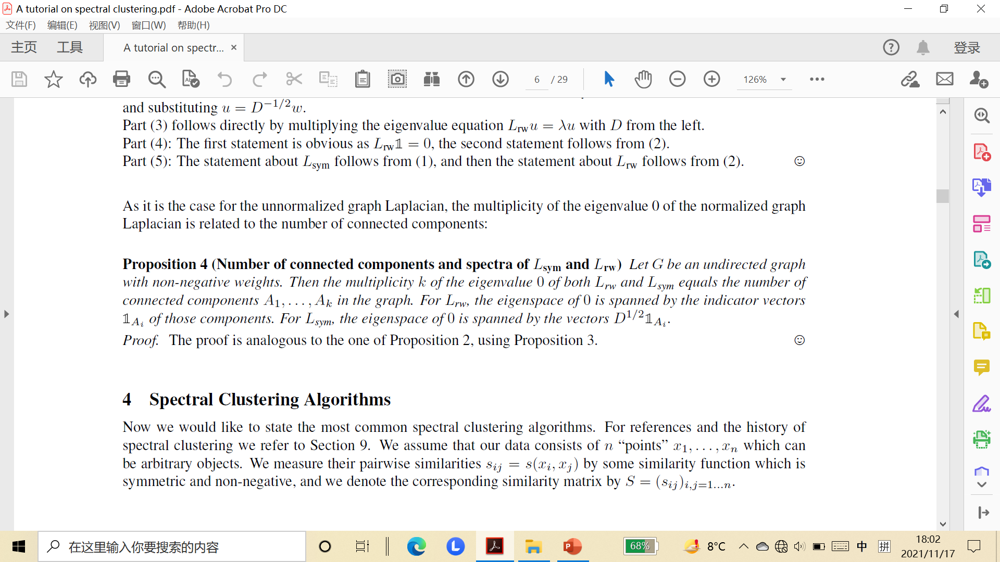 A tutorial on spectral clustering.pdf - Adobe Acrobat Pro DC
文件(F) 编辑(E) 视图(V) 窗口(W) 帮助(H)
主页 工具 A tutorial on spectr... × 登录
6 / 29 126%
and substituting u = D^{−1/2}w.
Part (3) follows directly by multiplying the eigenvalue equation L_{rw}u = λu with D from the left.
Part (4): The first statement is obvious as L_{rw}𝟙 = 0, the second statement follows from (2).
Part (5): The statement about L_{sym} follows from (1), and then the statement about L_{rw} follows from (2). ☺
As it is the case for the unnormalized graph Laplacian, the multiplicity of the eigenvalue 0 of the normalized graph
Laplacian is related to the number of connected components:
Proposition 4 (Number of connected components and spectra of L_{sym} and L_{rw}) Let G be an undirected graph
with non-negative weights. Then the multiplicity k of the eigenvalue 0 of both L_{rw} and L_{sym} equals the number of
connected components A_1, . . . , A_k in the graph. For L_{rw}, the eigenspace of 0 is spanned by the indicator vectors
𝟙_{A_i} of those components. For L_{sym}, the eigenspace of 0 is spanned by the vectors D^{1/2}𝟙_{A_i}.
Proof. The proof is analogous to the one of Proposition 2, using Proposition 3. ☺
4 Spectral Clustering Algorithms
Now we would like to state the most common spectral clustering algorithms. For references and the history of
spectral clustering we refer to Section 9. We assume that our data consists of n “points” x_1, . . . , x_n which can
be arbitrary objects. We measure their pairwise similarities s_{ij} = s(x_i, x_j) by some similarity function which is
symmetric and non-negative, and we denote the corresponding similarity matrix by S = (s_{ij})_{i,j=1...n}.
在这里输入你要搜索的内容
68% 8°C 中 拼 18:02
2021/11/17